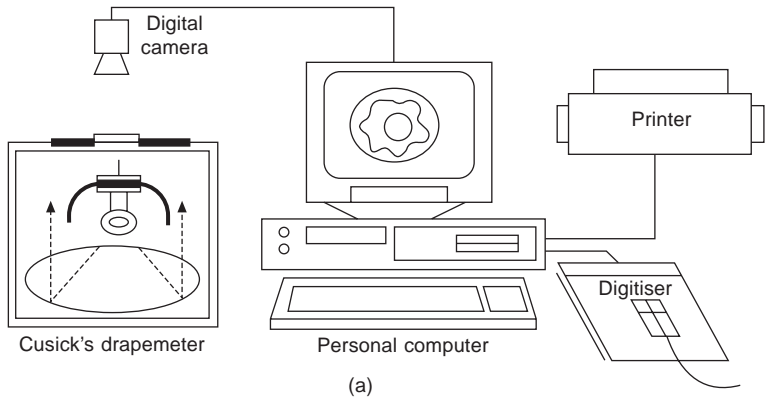 Digital
camera
Printer
Digitiser
Cusick's drapemeter
Personal computer
(a)